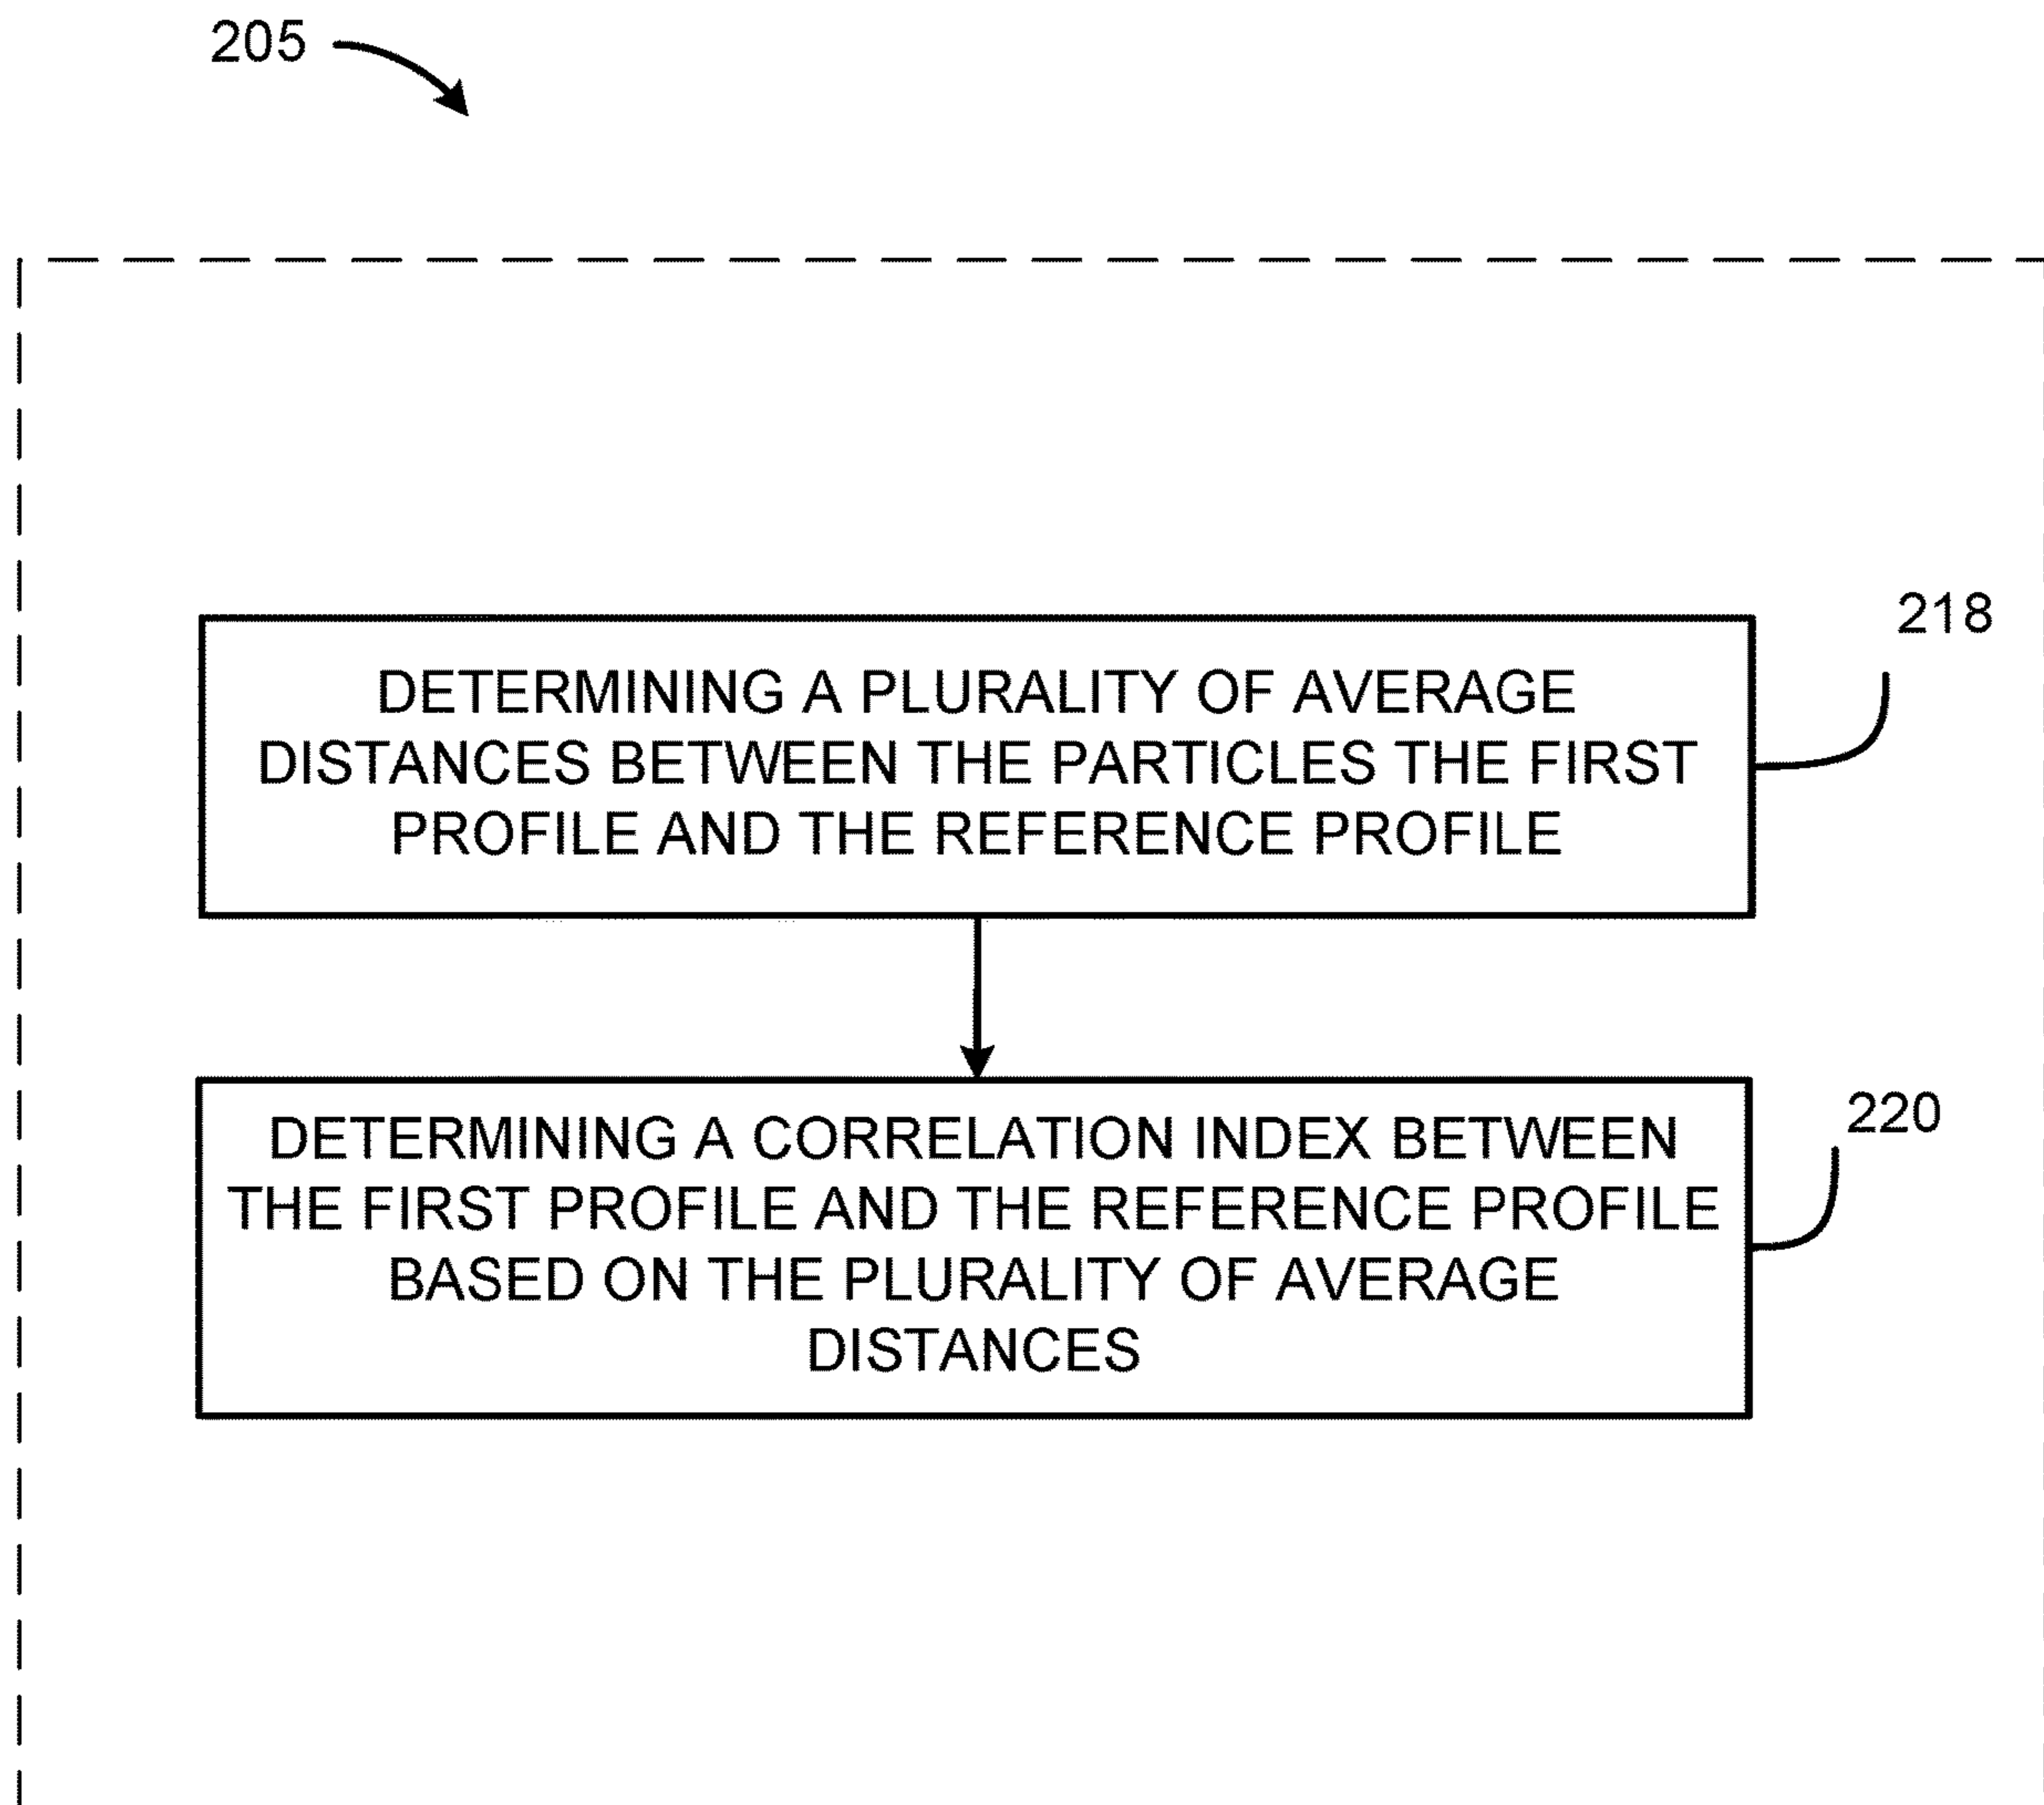 205
218
DETERMINING A PLURALITY OF AVERAGE
DISTANCES BETWEEN THE PARTICLES THE FIRST
PROFILE AND THE REFERENCE PROFILE
220
DETERMINING A CORRELATION INDEX BETWEEN
THE FIRST PROFILE AND THE REFERENCE PROFILE
BASED ON THE PLURALITY OF AVERAGE
DISTANCES